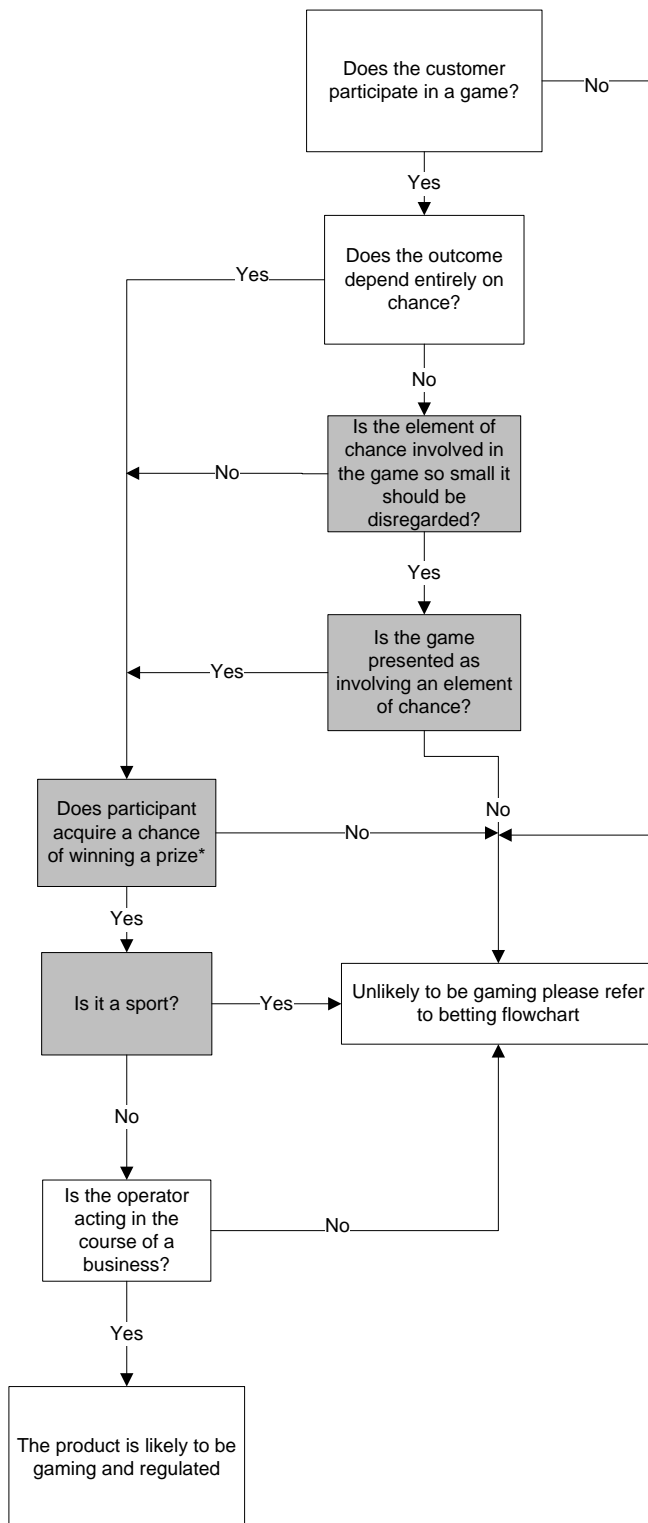 Does the customer
participate in a game?
No
Yes
Does the outcome
depend entirely on
chance?
Yes
No
Is the element of
chance involved in
the game so small it
should be
disregarded?
No
Yes
Is the game
presented as
involving an element
of chance?
Yes
No
Does participant
acquire a chance
of winning a prize*
No
Yes
Is it a sport?
Yes
Unlikely to be gaming please refer
to betting flowchart
No
Is the operator
acting in the
course of a
business?
No
Yes
The product is likely to be
gaming and regulated